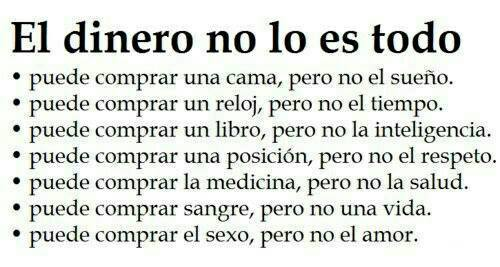 El dinero no lo es todo
• puede comprar una cama, pero no el sueño.
• puede comprar un reloj, pero no el tiempo.
• puede comprar un libro, pero no la inteligencia.
• puede comprar una posición, pero no el respeto.
• puede comprar la medicina, pero no la salud.
• puede comprar sangre, pero no una vida.
• puede comprar el sexo, pero no el amor.